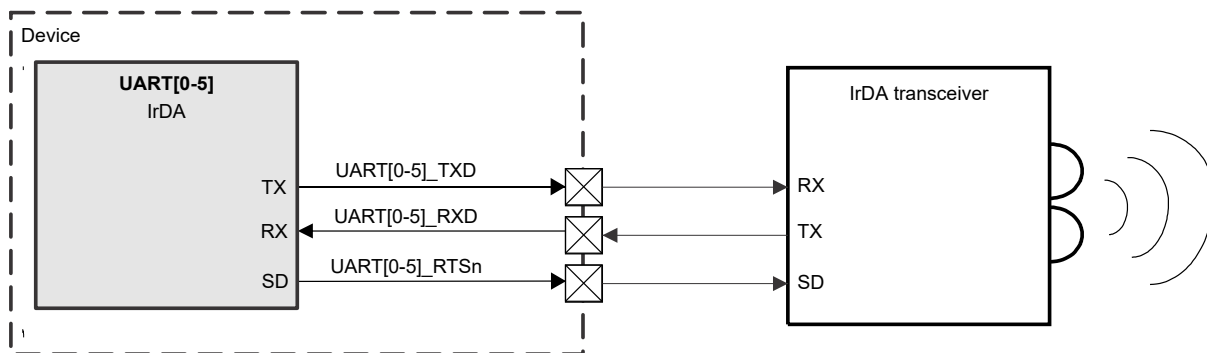 Device
UART[0-5]
IrDA
IrDA transceiver
TX
UART[0-5]_TXD
RX
RX
UART[0-5]_RXD
TX
SD
UART[0-5]_RTSn
SD